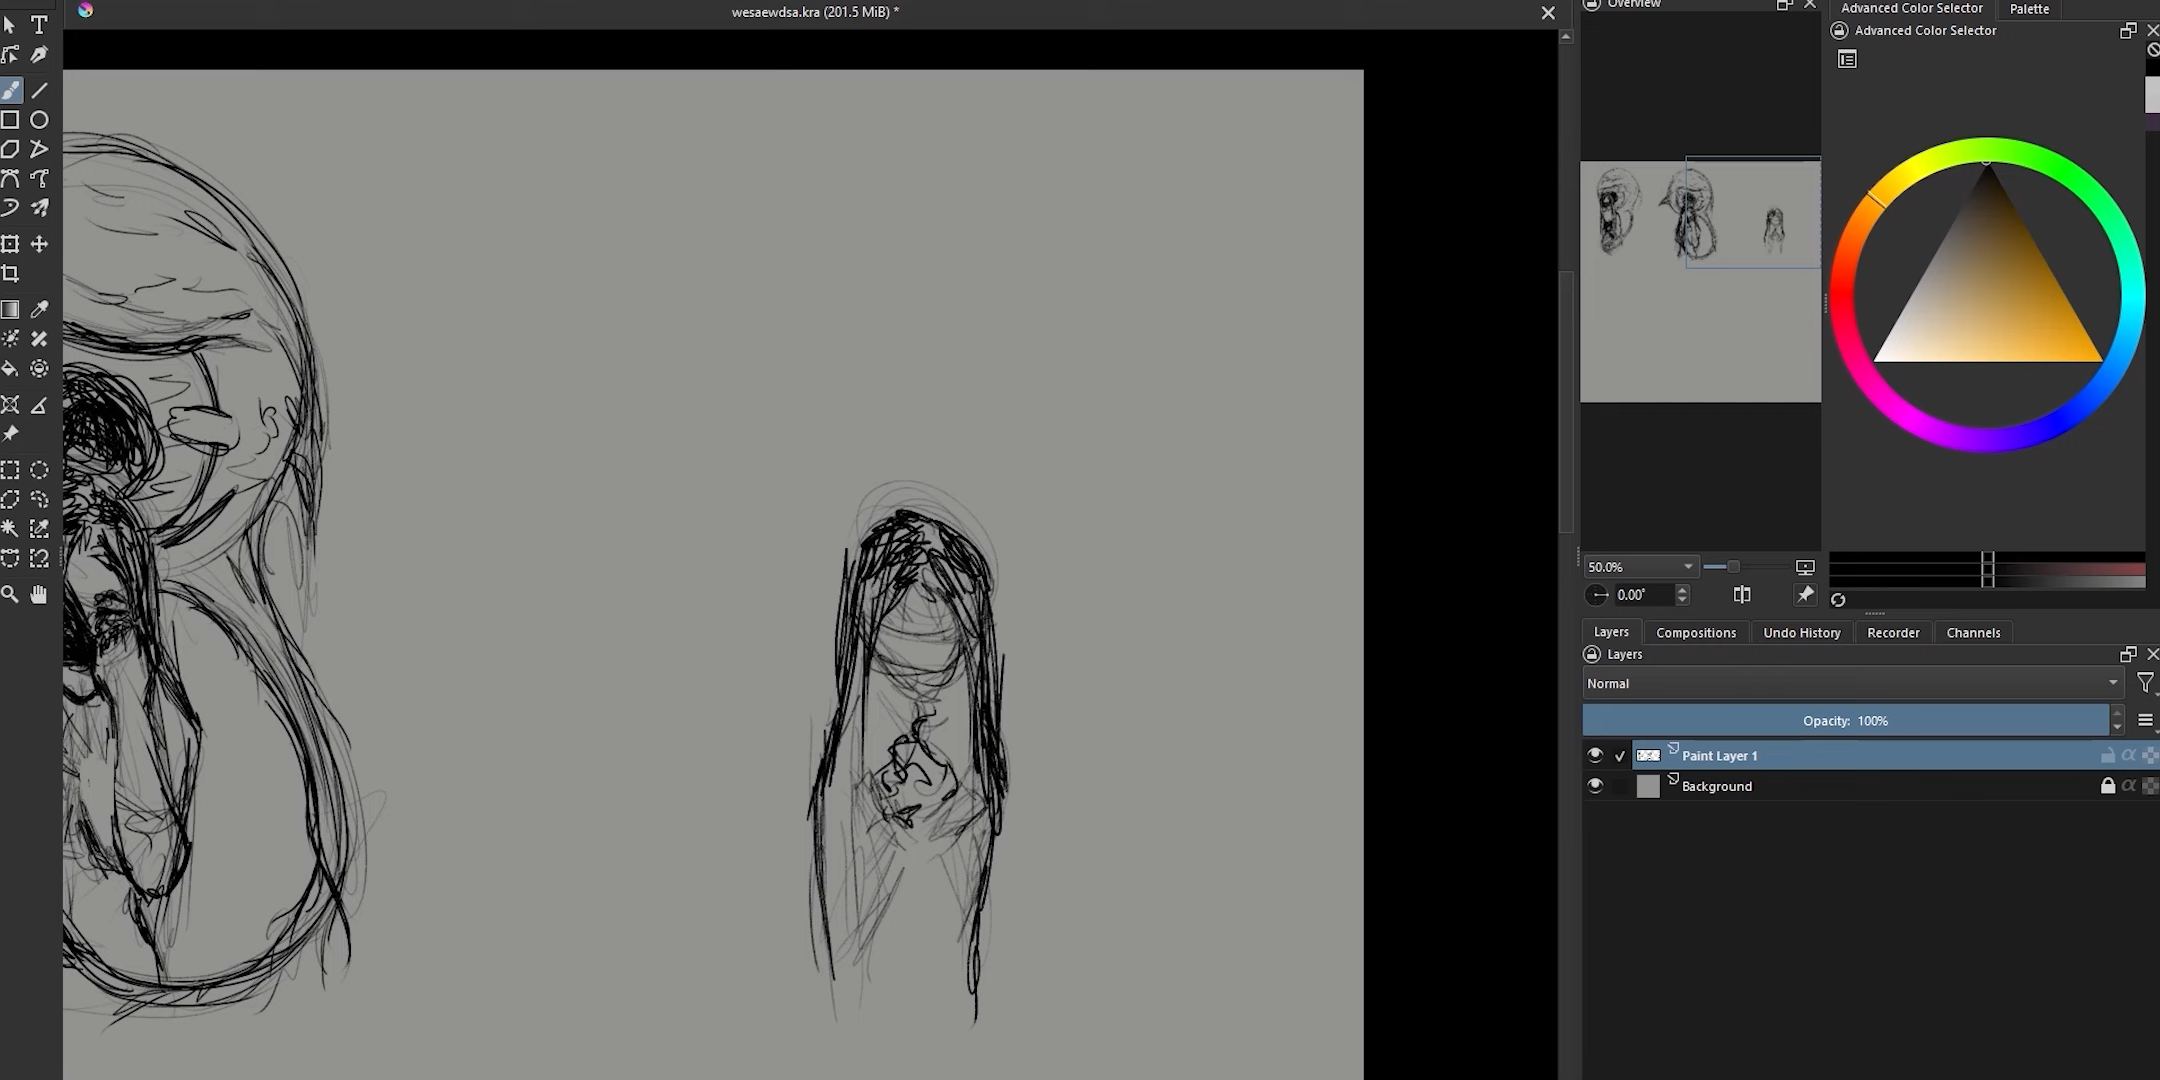 wesaewdsa.kra (201.5 MiB) *
Overview
Advanced Color Selector
Palette
Advanced Color Selector
50.0%
0.00°
Layers
Compositions
Undo History
Recorder
Channels
Layers
Normal
Opacity: 100%
Paint Layer 1
Background